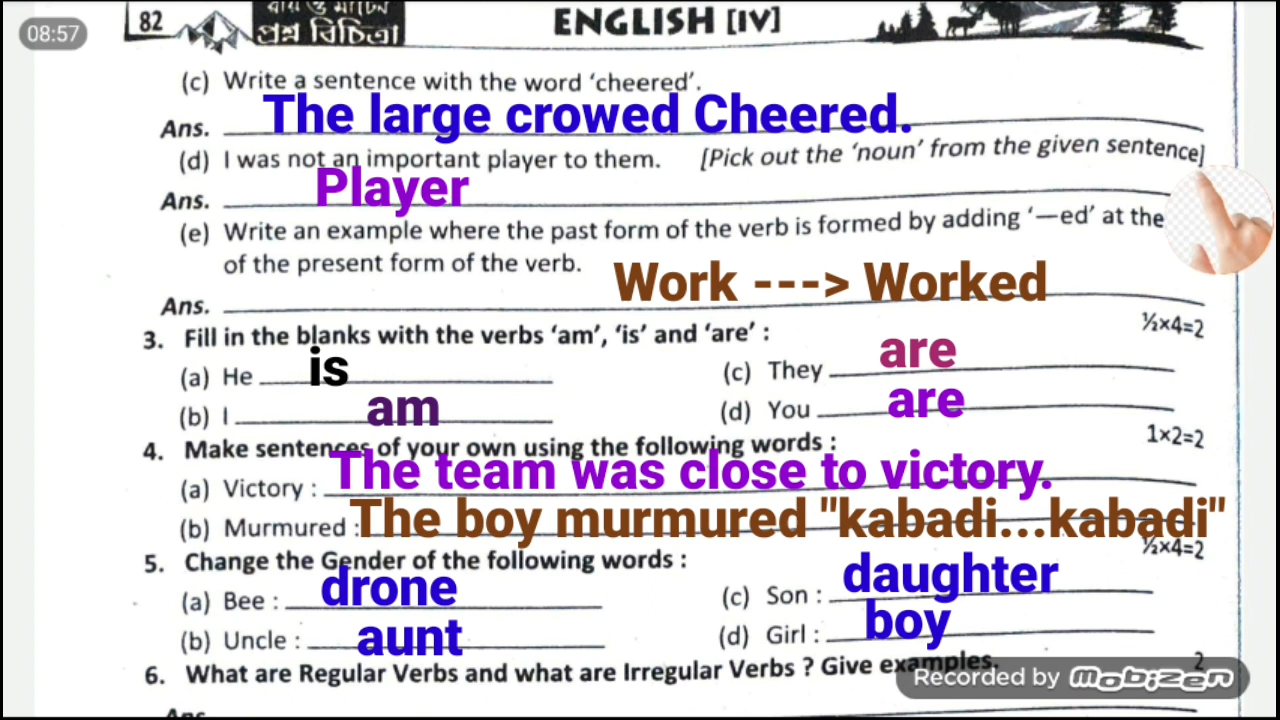 08:57
82
প্রশ্ন বিচিত্রা
ENGLISH [IV]
(c) Write a sentence with the word ‘cheered’.
Ans. The large crowed Cheered.
(d) I was not an important player to them. [Pick out the ‘noun’ from the given sentence]
Ans. Player
(e) Write an example where the past form of the verb is formed by adding ‘—ed’ at the
of the present form of the verb.
Ans. Work ---> Worked
3. Fill in the blanks with the verbs ‘am’, ‘is’ and ‘are’ : ½×4=2
(a) He is (c) They are
(b) I am (d) You are
4. Make sentences of your own using the following words : 1×2=2
(a) Victory : The team was close to victory.
(b) Murmured : The boy murmured "kabadi...kabadi"
5. Change the Gender of the following words : ½×4=2
(a) Bee : drone (c) Son : daughter
(b) Uncle : aunt (d) Girl : boy
6. What are Regular Verbs and what are Irregular Verbs ? Give examples. 2
Recorded by mobizen
Ans.